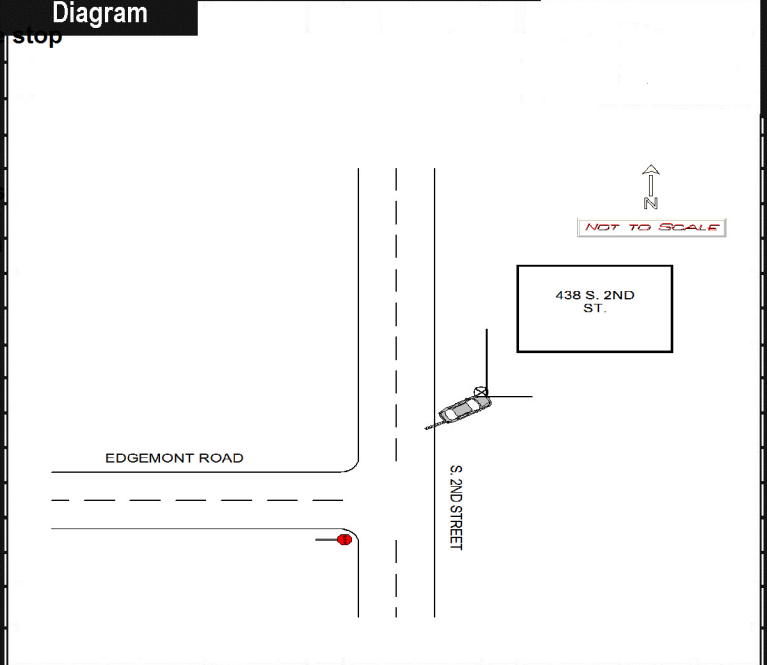 Diagram
stop
N
NOT TO SCALE
438 S. 2ND
ST.
EDGEMONT ROAD
S. 2ND STREET